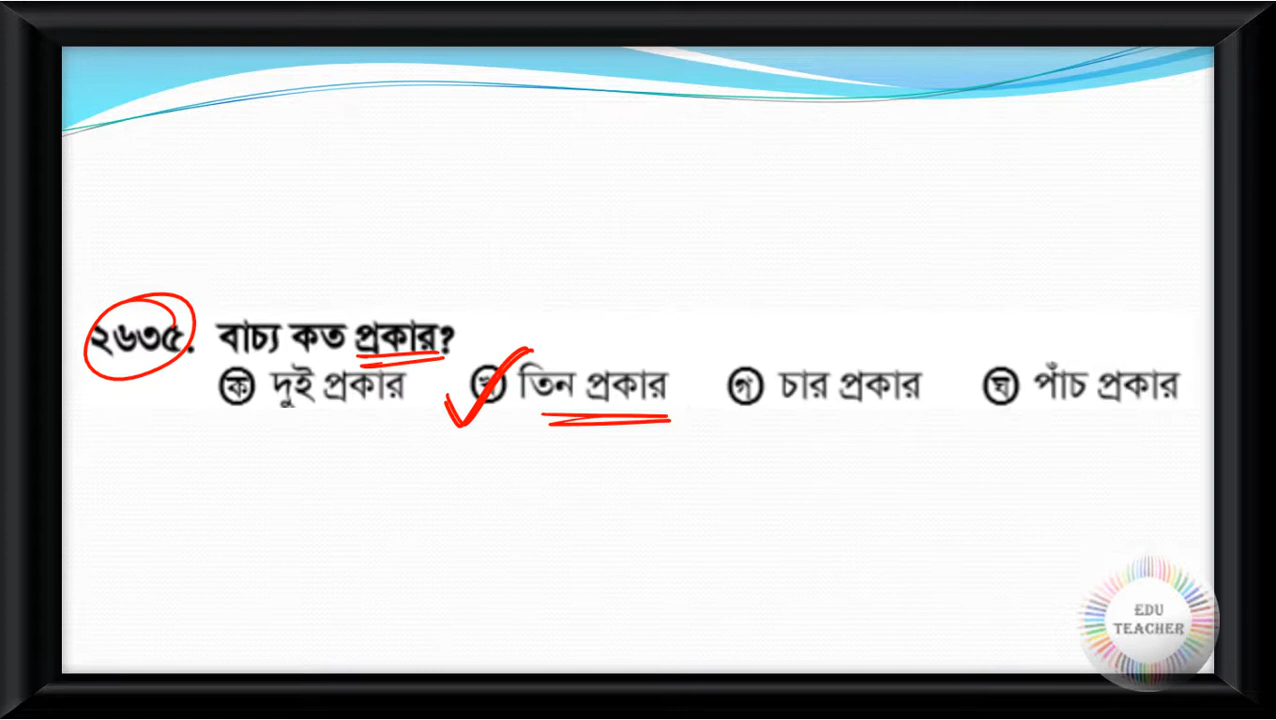 ২৬৩৫. বাচ্য কত প্রকার?
ক দুই প্রকার খ তিন প্রকার গ চার প্রকার ঘ পাঁচ প্রকার
EDU
TEACHER